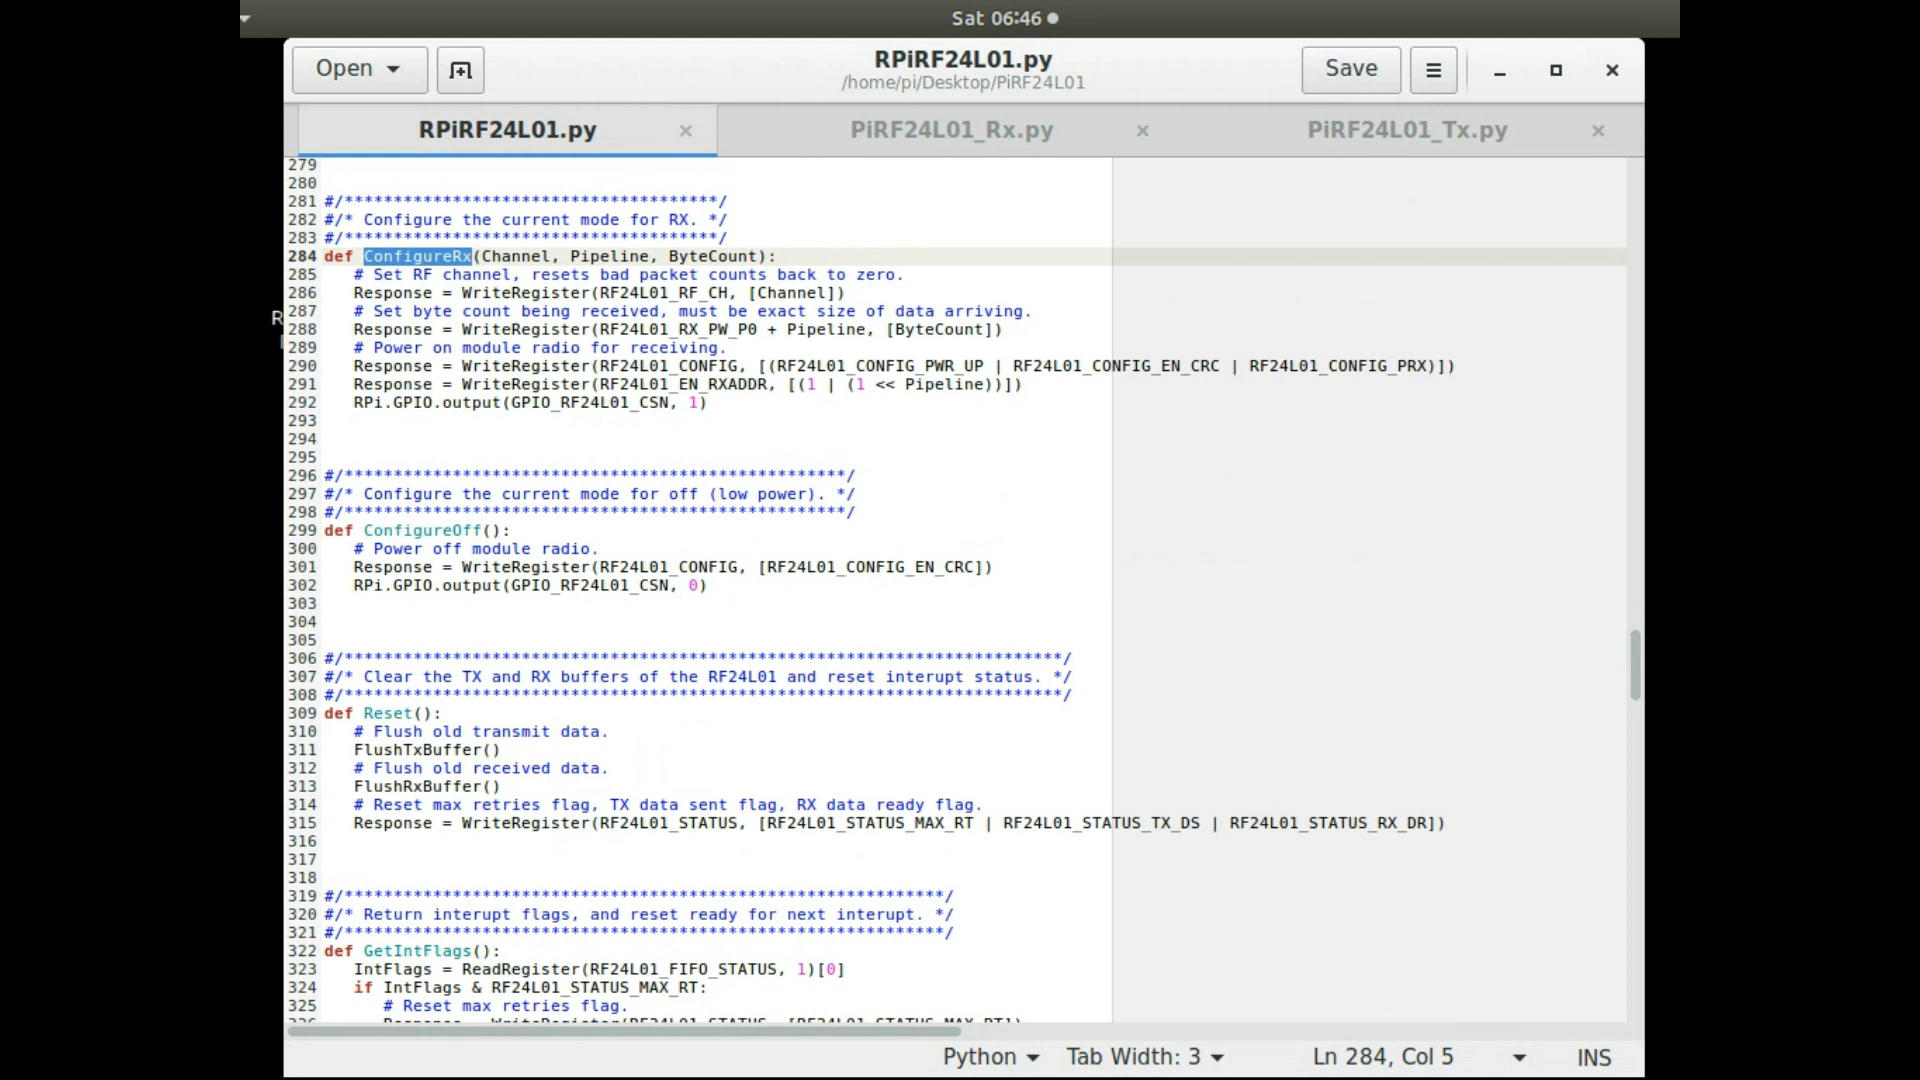 Sat 06:46
Open
RPiRF24L01.py
/home/pi/Desktop/PiRF24L01
Save
RPiRF24L01.py
PiRF24L01_Rx.py
PiRF24L01_Tx.py
279
280
281 #/**************************************/
282 #/* Configure the current mode for RX. */
283 #/**************************************/
284 def ConfigureRx(Channel, Pipeline, ByteCount):
285    # Set RF channel, resets bad packet counts back to zero.
286    Response = WriteRegister(RF24L01_RF_CH, [Channel])
R
287    # Set byte count being received, must be exact size of data arriving.
288    Response = WriteRegister(RF24L01_RX_PW_P0 + Pipeline, [ByteCount])
289    # Power on module radio for receiving.
290    Response = WriteRegister(RF24L01_CONFIG, [(RF24L01_CONFIG_PWR_UP | RF24L01_CONFIG_EN_CRC | RF24L01_CONFIG_PRX)])
291    Response = WriteRegister(RF24L01_EN_RXADDR, [(1 | (1 << Pipeline))])
292    RPi.GPIO.output(GPIO_RF24L01_CSN, 1)
293
294
295
296 #/***************************************************/
297 #/* Configure the current mode for off (low power). */
298 #/***************************************************/
299 def ConfigureOff():
300    # Power off module radio.
301    Response = WriteRegister(RF24L01_CONFIG, [RF24L01_CONFIG_EN_CRC])
302    RPi.GPIO.output(GPIO_RF24L01_CSN, 0)
303
304
305
306 #/*************************************************************************/
307 #/* Clear the TX and RX buffers of the RF24L01 and reset interupt status. */
308 #/*************************************************************************/
309 def Reset():
310    # Flush old transmit data.
311    FlushTxBuffer()
312    # Flush old received data.
313    FlushRxBuffer()
314    # Reset max retries flag, TX data sent flag, RX data ready flag.
315    Response = WriteRegister(RF24L01_STATUS, [RF24L01_STATUS_MAX_RT | RF24L01_STATUS_TX_DS | RF24L01_STATUS_RX_DR])
316
317
318
319 #/*************************************************************/
320 #/* Return interupt flags, and reset ready for next interupt. */
321 #/*************************************************************/
322 def GetIntFlags():
323    IntFlags = ReadRegister(RF24L01_FIFO_STATUS, 1)[0]
324    if IntFlags & RF24L01_STATUS_MAX_RT:
325       # Reset max retries flag.
Python
Tab Width: 3
Ln 284, Col 5
INS